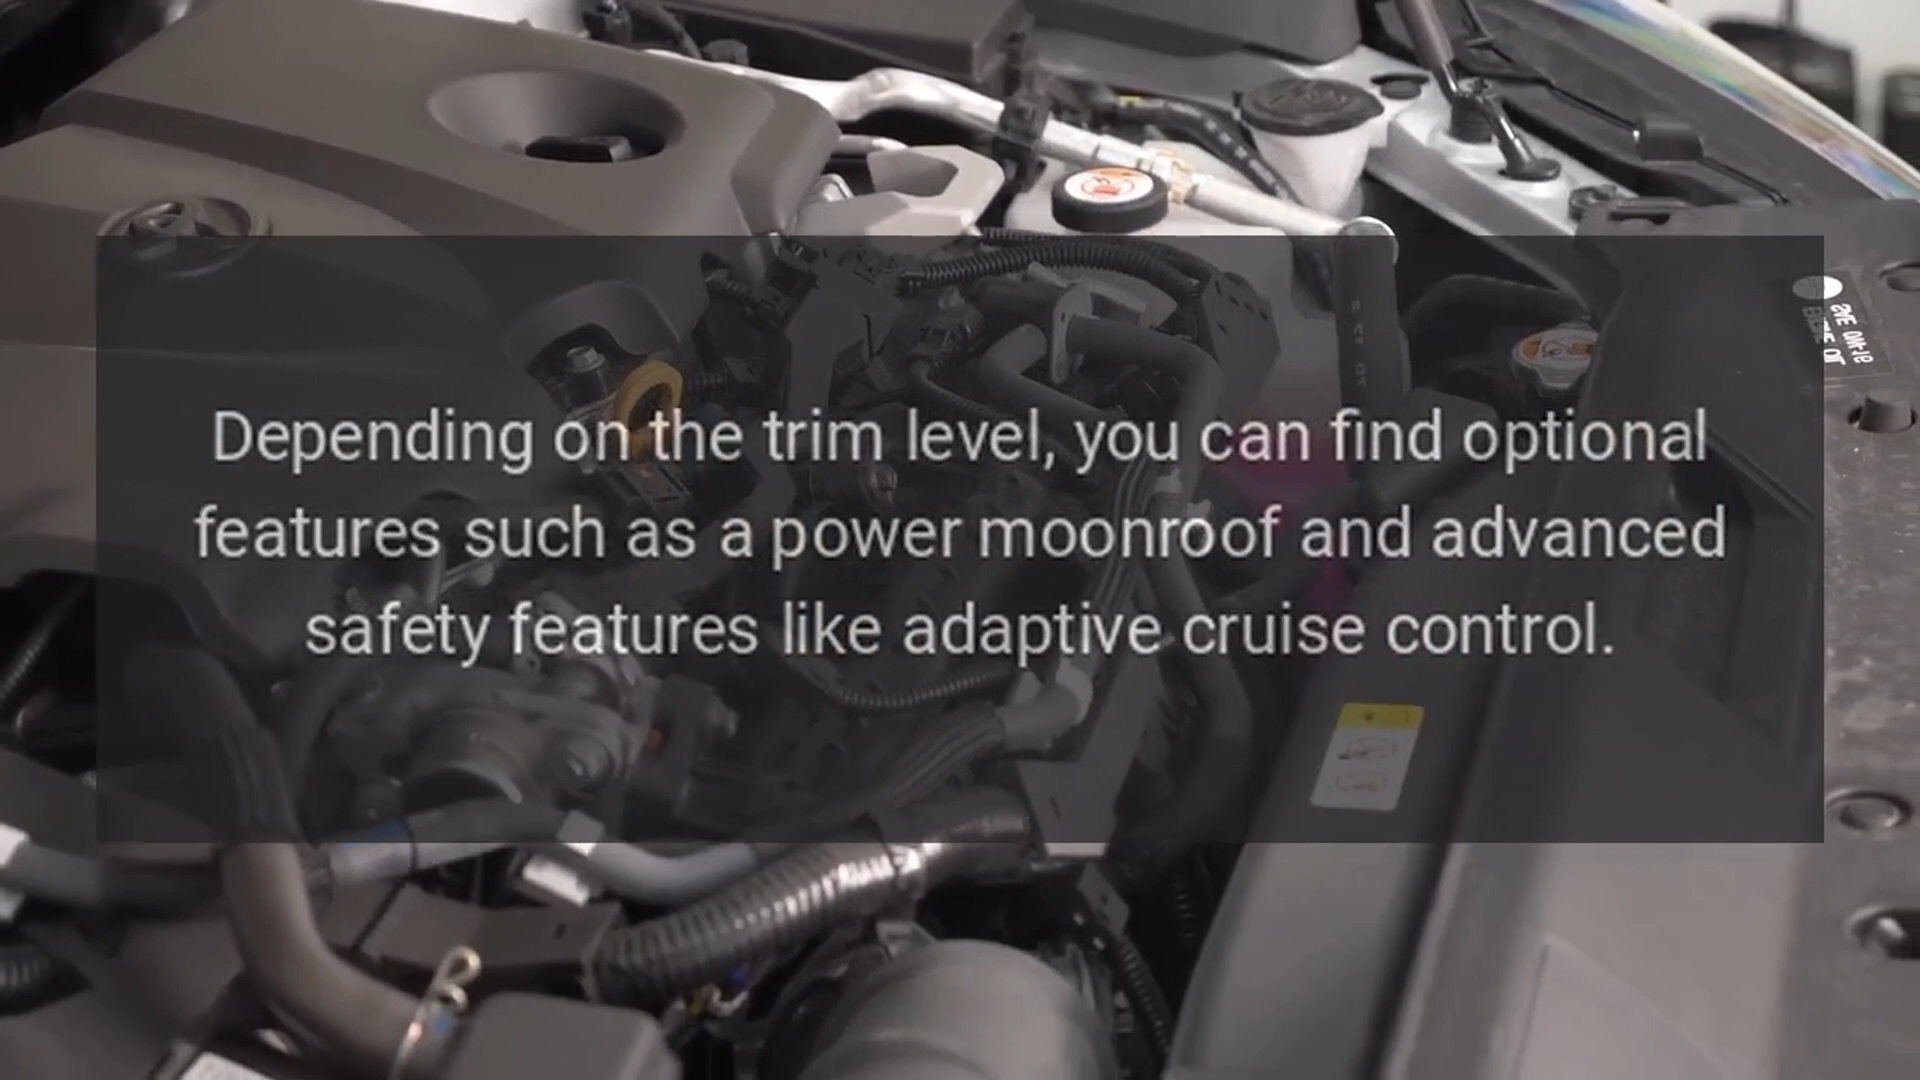 Depending on the trim level, you can find optional
features such as a power moonroof and advanced
safety features like adaptive cruise control.